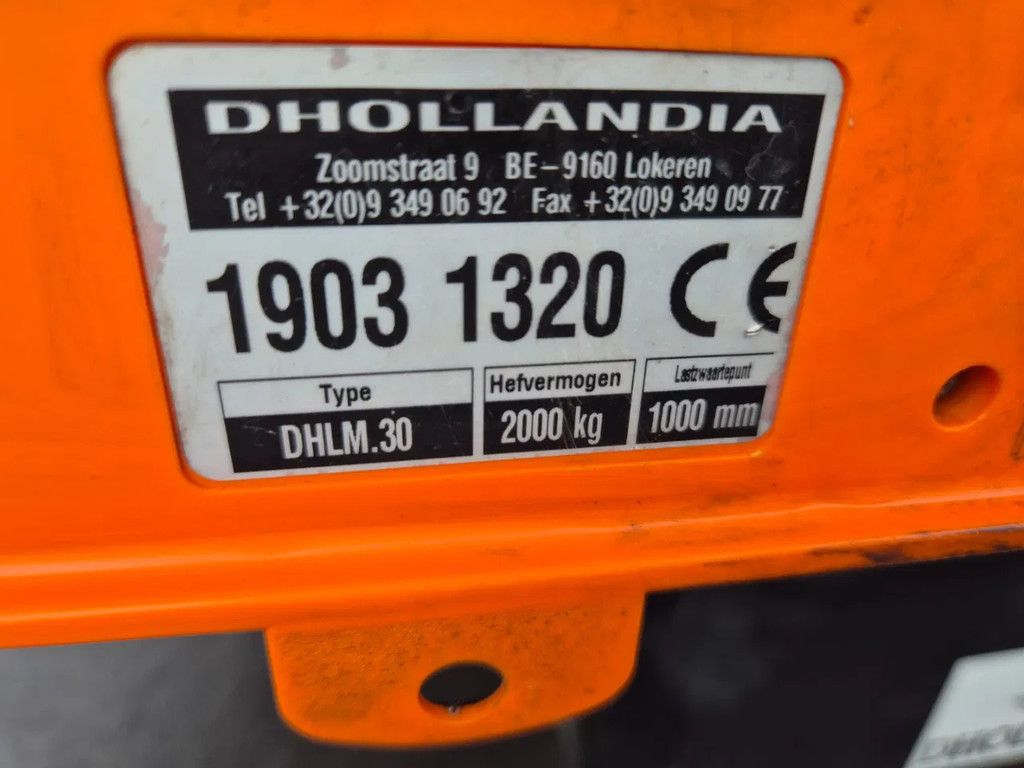 DHOLLANDIA
Zoomstraat 9 BE-9160 Lokeren
Tel +32(0)9 349 06 92 Fax +32(0)9 349 09 77
1903 1320 CE
Type Hefvermogen Lastzwaartepunt
DHLM.30 2000 kg 1000 mm